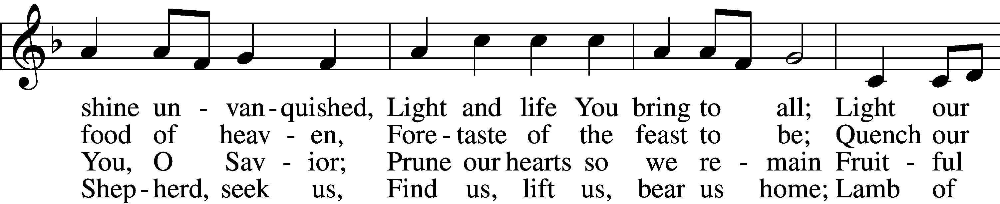 shine un - van - quished, Light and life You bring to all; Light our
food of heav - en, Fore - taste of the feast to be; Quench our
You, O Sav - ior; Prune our hearts so we re - main Fruit - ful
Shep - herd, seek us, Find us, lift us, bear us home; Lamb of